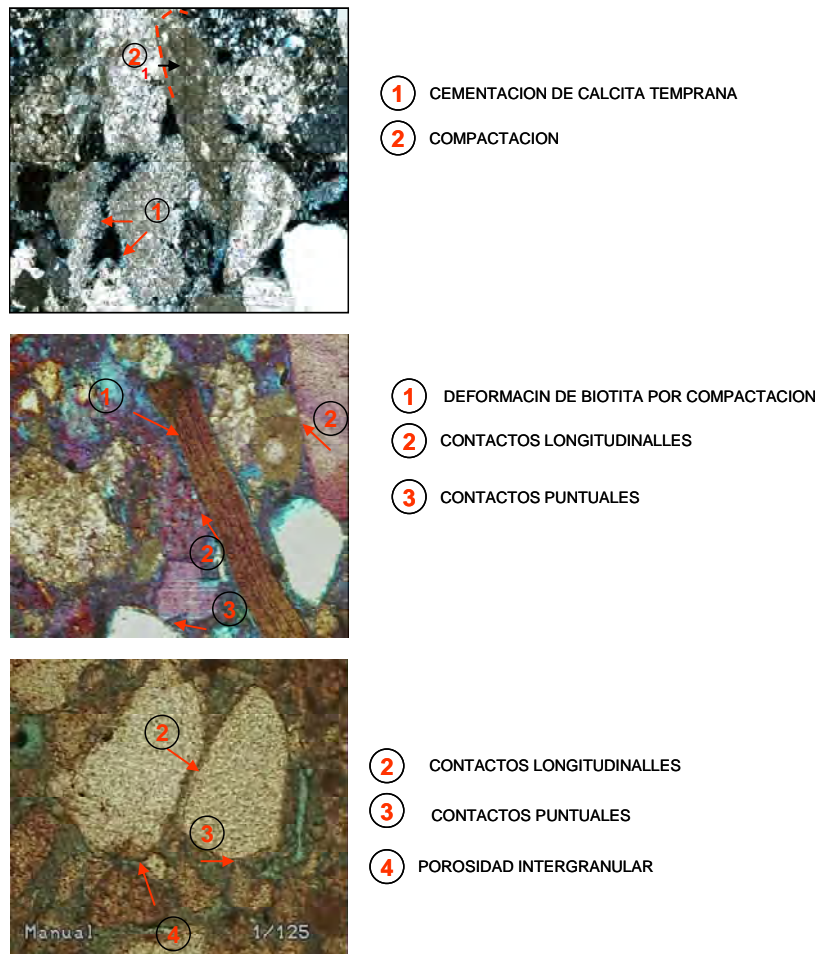 2
1
1
1 CEMENTACION DE CALCITA TEMPRANA
2 COMPACTACION
1
2
2
3
1 DEFORMACIN DE BIOTITA POR COMPACTACION
2 CONTACTOS LONGITUDINALLES
3 CONTACTOS PUNTUALES
2
3
4
Manual 1/125
2 CONTACTOS LONGITUDINALLES
3 CONTACTOS PUNTUALES
4 POROSIDAD INTERGRANULAR